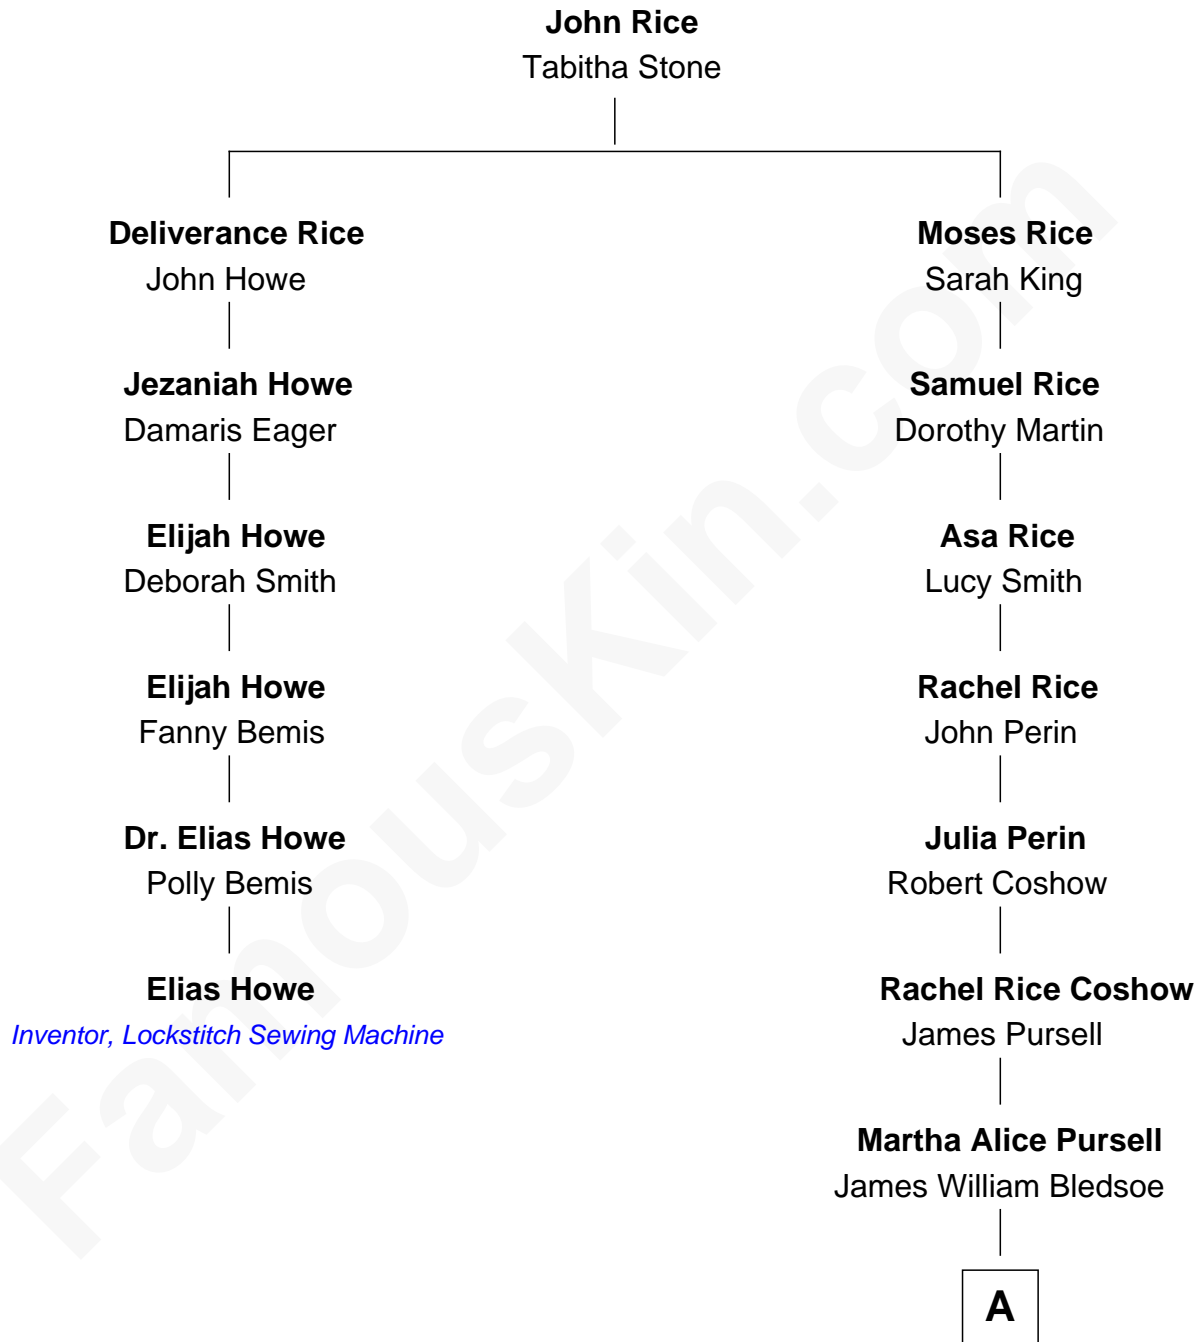 John Rice
Tabitha Stone
Deliverance Rice
John Howe
Jezaniah Howe
Damaris Eager
Elijah Howe
Deborah Smith
Elijah Howe
Fanny Bemis
Dr. Elias Howe
Polly Bemis
Elias Howe
Inventor, Lockstitch Sewing Machine
Moses Rice
Sarah King
Samuel Rice
Dorothy Martin
Asa Rice
Lucy Smith
Rachel Rice
John Perin
Julia Perin
Robert Coshow
Rachel Rice Coshow
James Pursell
Martha Alice Pursell
James William Bledsoe
A
FamousKin.com